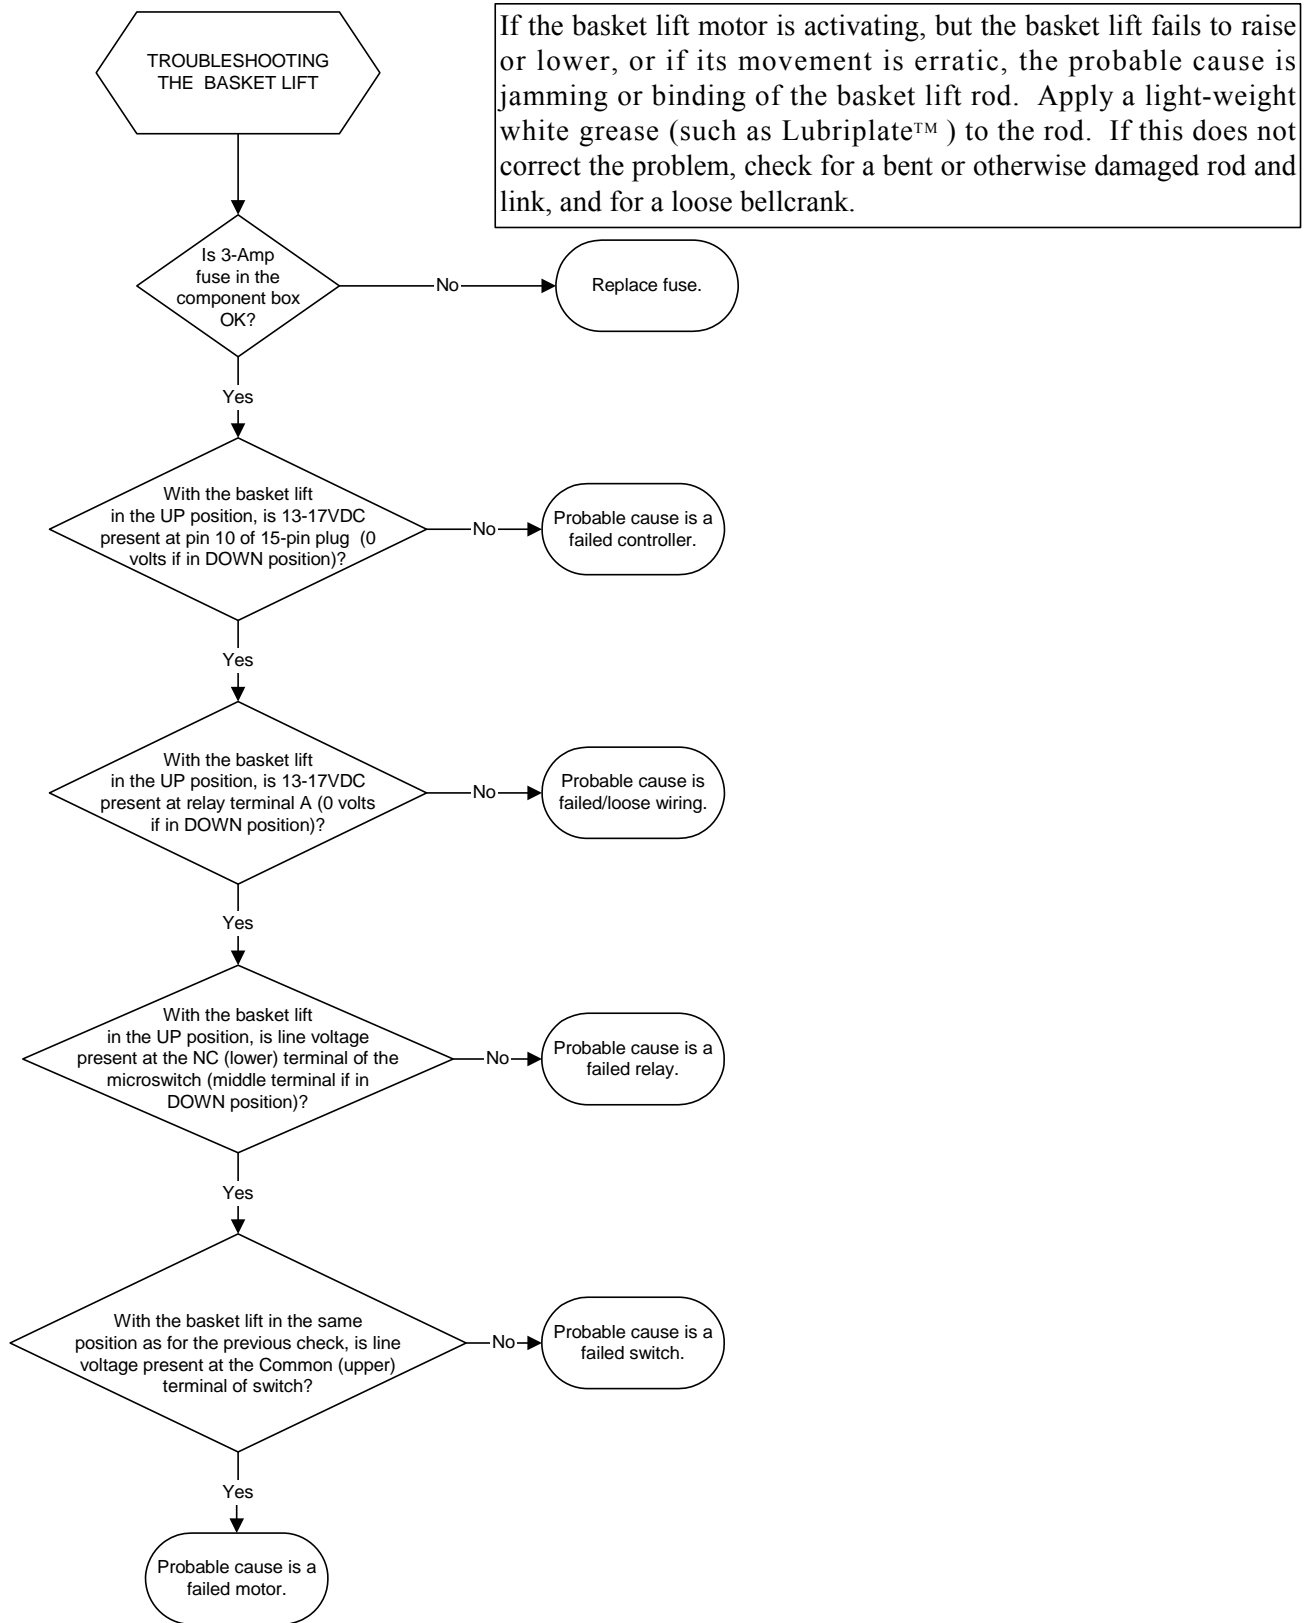 TROUBLESHOOTING
THE BASKET LIFT
If the basket lift motor is activating, but the basket lift fails to raise
or lower, or if its movement is erratic, the probable cause is
jamming or binding of the basket lift rod. Apply a light-weight
white grease (such as Lubriplate™ ) to the rod. If this does not
correct the problem, check for a bent or otherwise damaged rod and
link, and for a loose bellcrank.
Is 3-Amp
fuse in the
component box
OK?
No
Replace fuse.
Yes
With the basket lift
in the UP position, is 13-17VDC
present at pin 10 of 15-pin plug (0
volts if in DOWN position)?
No
Probable cause is a
failed controller.
Yes
With the basket lift
in the UP position, is 13-17VDC
present at relay terminal A (0 volts
if in DOWN position)?
No
Probable cause is
failed/loose wiring.
Yes
With the basket lift
in the UP position, is line voltage
present at the NC (lower) terminal of the
microswitch (middle terminal if in
DOWN position)?
No
Probable cause is a
failed relay.
Yes
With the basket lift in the same
position as for the previous check, is line
voltage present at the Common (upper)
terminal of switch?
No
Probable cause is a
failed switch.
Yes
Probable cause is a
failed motor.